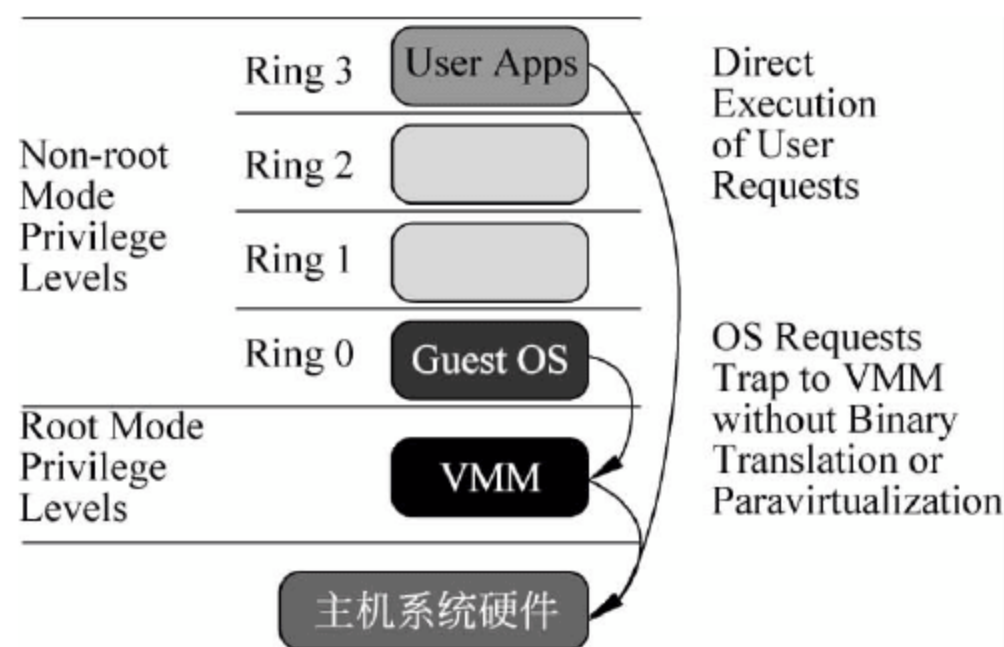 Ring 3
User Apps
Direct
Execution
of User
Requests
Non-root
Mode
Privilege
Levels
Ring 2
Ring 1
Ring 0
Guest OS
OS Requests
Trap to VMM
without Binary
Translation or
Paravirtualization
Root Mode
Privilege
Levels
VMM
主机系统硬件